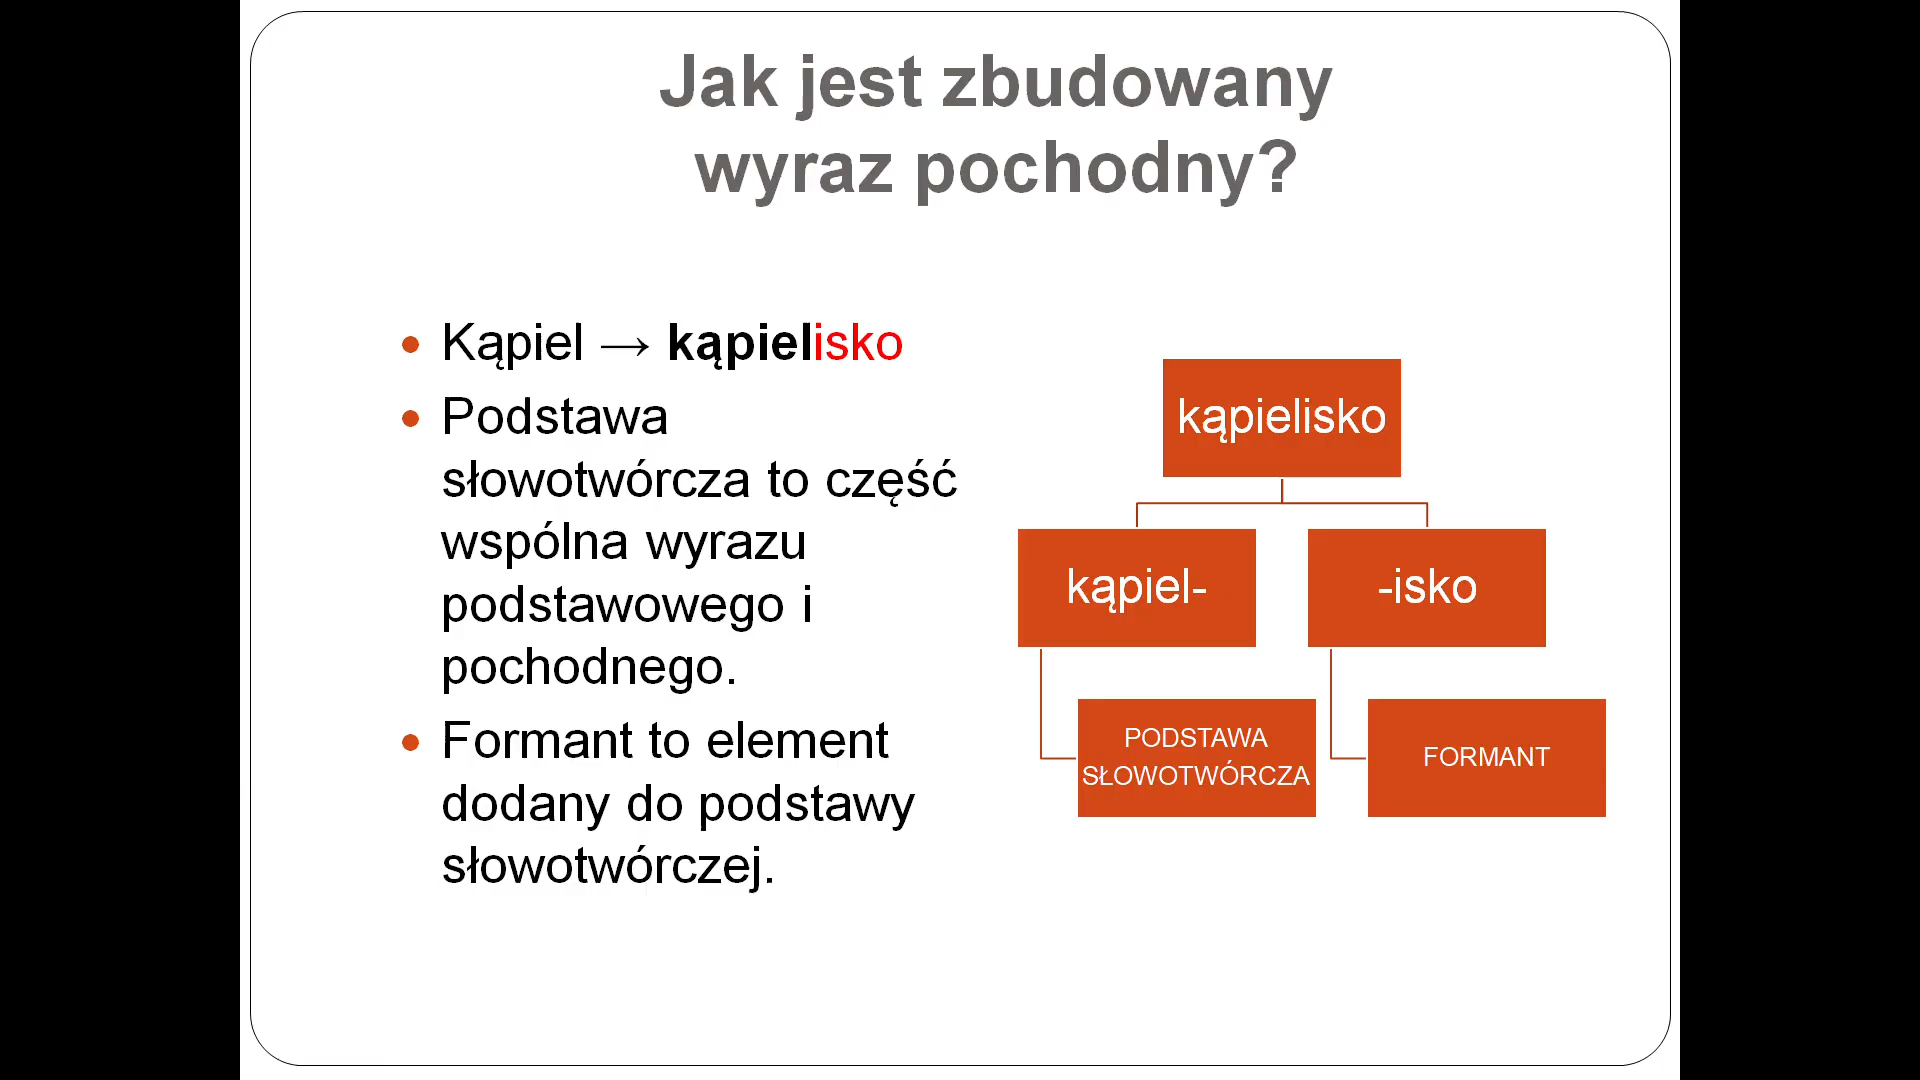 Jak jest zbudowany
wyraz pochodny?
Kąpiel → kąpielisko
Podstawa
słowotwórcza to część
wspólna wyrazu
podstawowego i
pochodnego.
Formant to element
dodany do podstawy
słowotwórczej.
kąpielisko
kąpiel-
-isko
PODSTAWA
SŁOWOTWÓRCZA
FORMANT